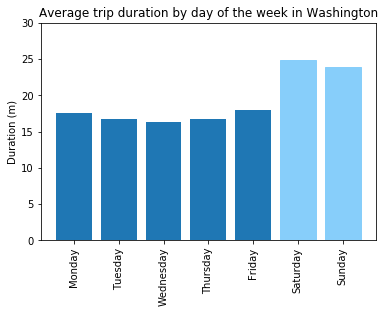 Average trip duration by day of the week in Washington
30
25
20
15
10
5
0
Duration (m)
Monday
Tuesday
Wednesday
Thursday
Friday
Saturday
Sunday